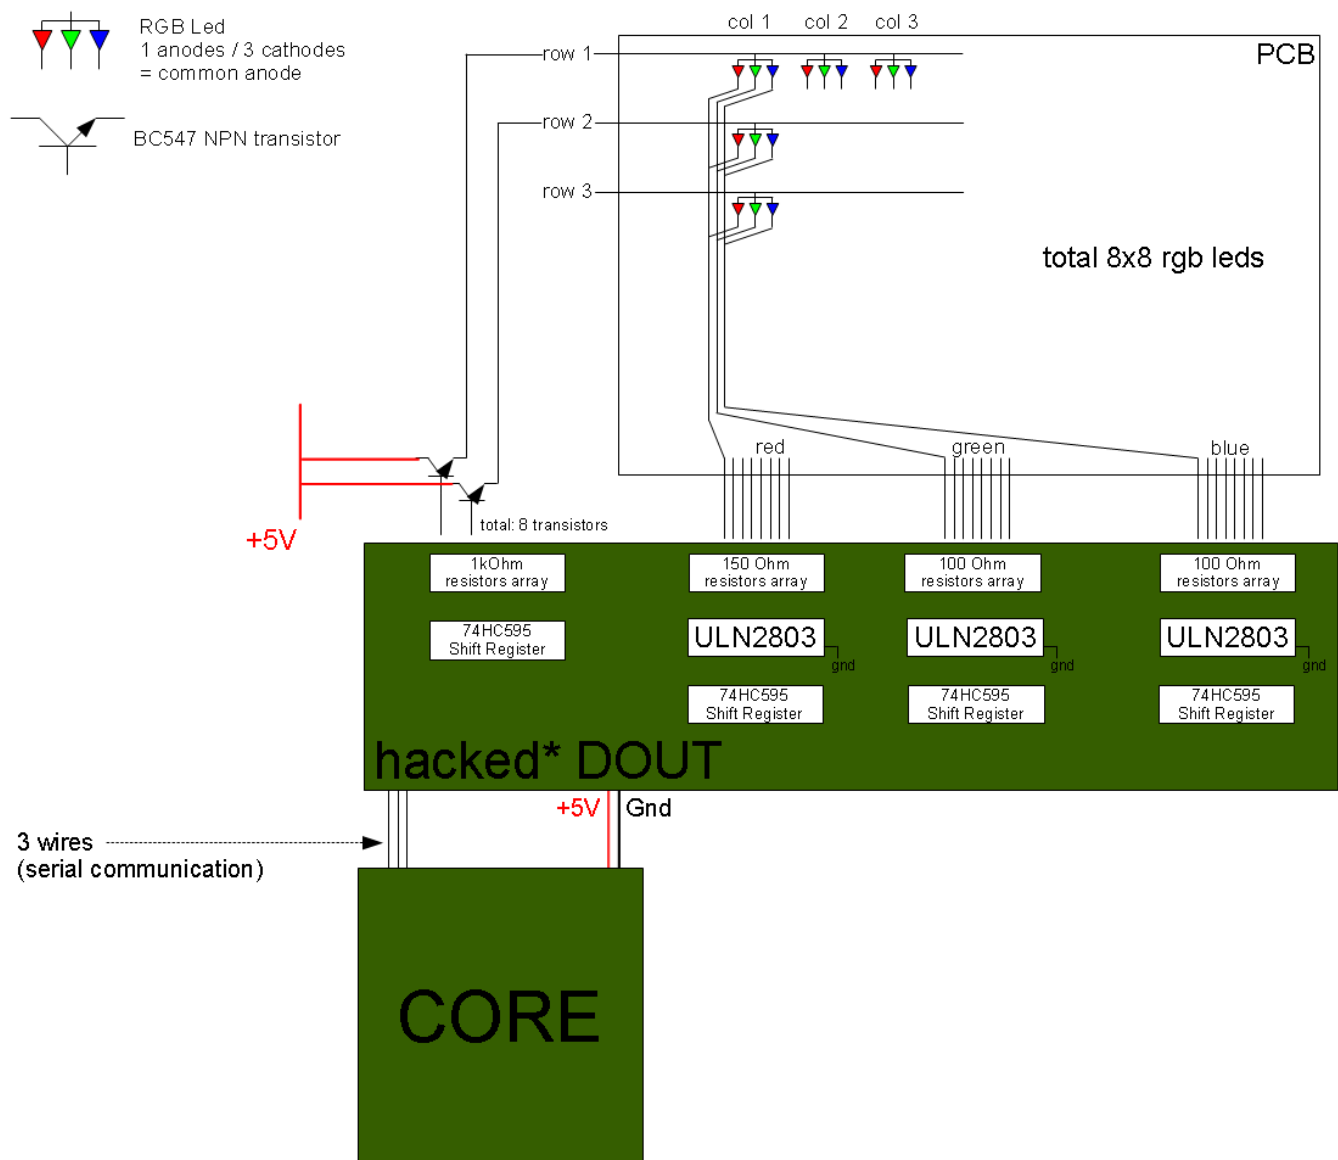 RGB Led
1 anodes / 3 cathodes
= common anode
BC547 NPN transistor
col 1 col 2 col 3
PCB
row 1
row 2
row 3
total 8x8 rgb leds
red green blue
+5V
total: 8 transistors
1kOhm
resistors array
150 Ohm
resistors array
100 Ohm
resistors array
100 Ohm
resistors array
74HC595
Shift Register
ULN2803
gnd
ULN2803
gnd
ULN2803
gnd
74HC595
Shift Register
74HC595
Shift Register
74HC595
Shift Register
hacked* DOUT
+5V Gnd
3 wires
(serial communication)
CORE